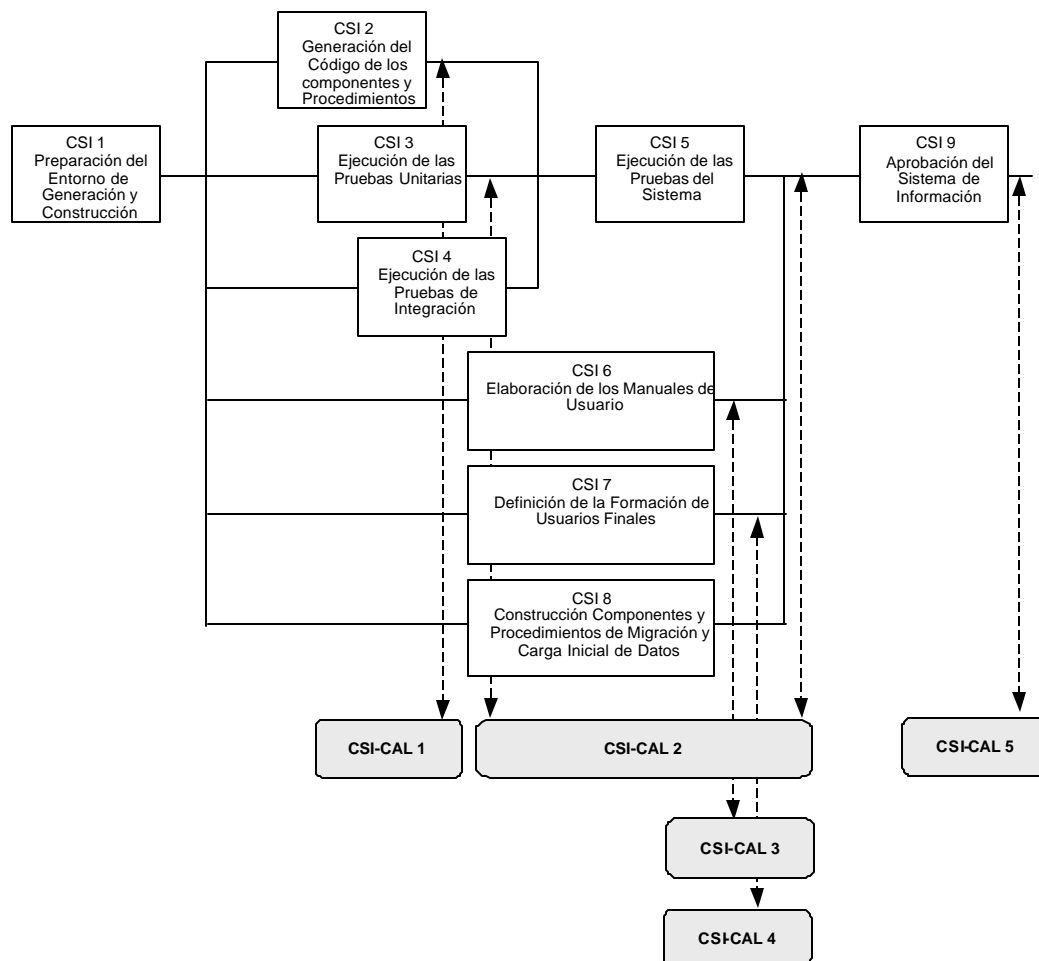 CSI 2
Generación del
Código de los
componentes y
Procedimientos
CSI 1
Preparación del
Entorno de
Generación y
Construcción
CSI 3
Ejecución de las
Pruebas Unitarias
CSI 5
Ejecución de las
Pruebas del
Sistema
CSI 9
Aprobación del
Sistema de
Información
CSI 4
Ejecución de las
Pruebas de
Integración
CSI 6
Elaboración de los Manuales de
Usuario
CSI 7
Definición de la Formación de
Usuarios Finales
CSI 8
Construcción Componentes y
Procedimientos de Migración y
Carga Inicial de Datos
CSI-CAL 1
CSI-CAL 2
CSI-CAL 5
CSI-CAL 3
CSI-CAL 4